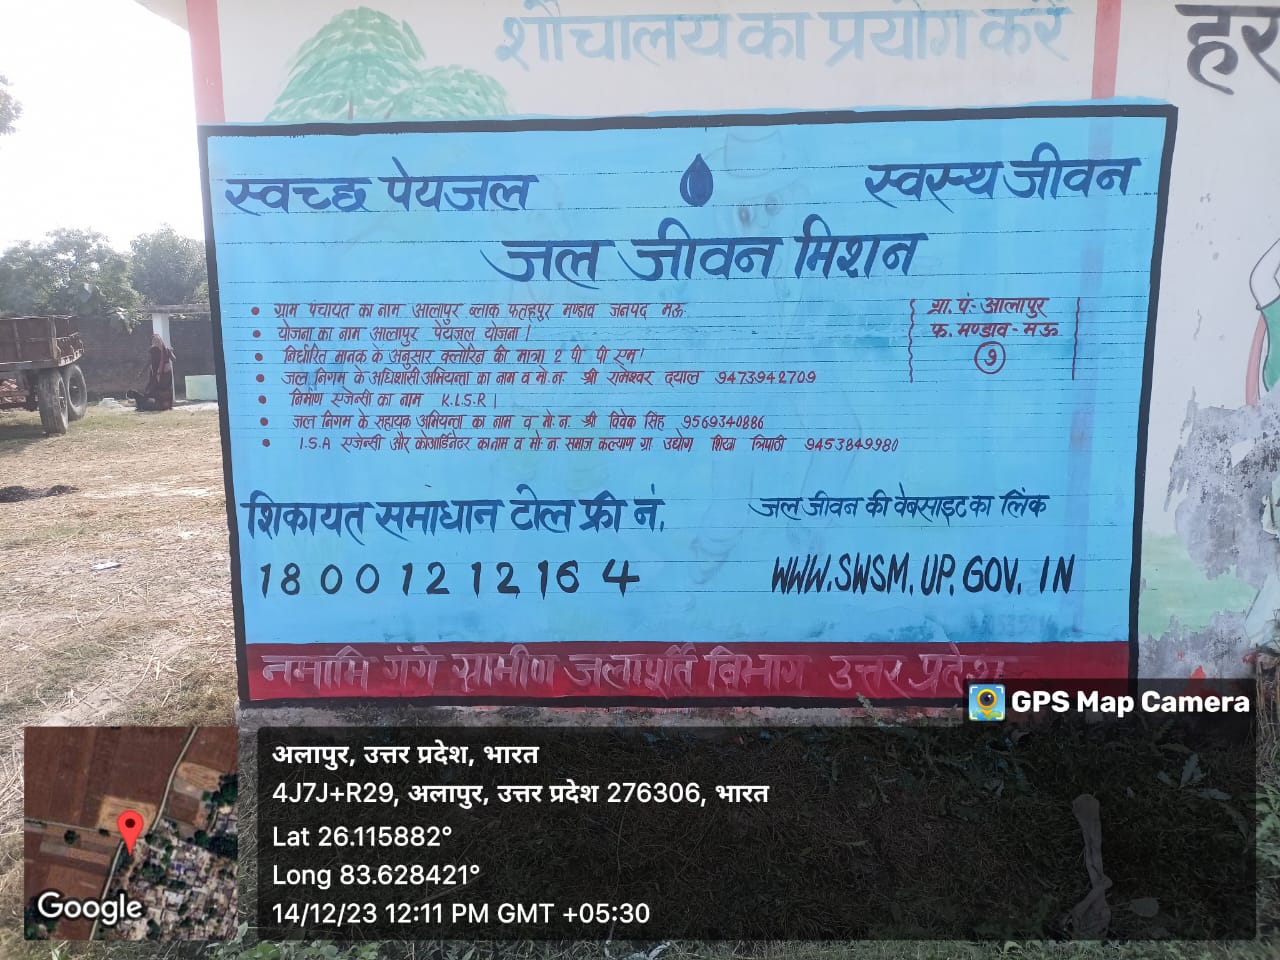 शौचालय का प्रयोग करें
हर
स्वच्छ पेयजल
स्वस्थ जीवन
जल जीवन मिशन
• ग्राम पंचायत का नाम आलापुर ब्लाक फतहपुर मण्डाव जनपद मऊ
• योजना का नाम आलापुर पेयजल योजना।
• निर्धारित मानक के अनुसार क्लोरिन की मात्रा 2 पी पी एम।
• जल निगम के अधिशासी अभियन्ता का नाम व मो.न. श्री रामेश्वर दयाल 9473942709
• निर्माण एजेन्सी का नाम K.L.S.R।
• जल निगम के सहायक अभियन्ता का नाम व मो.न. श्री विवेक सिंह 9569340886
• I.S.A एजेन्सी और कोआर्डिनेटर का नाम व मो.न. समाज कल्याण ग्रा. उद्योग शिखा त्रिपाठी 9453849980
ग्रा. पं:- आलापुर
फ. मण्डाव - मऊ
शिकायत समाधान टोल फ्री नं.
18001212164
जल जीवन की वेबसाइट का लिंक
WWW.SWSM.UP.GOV.IN
नमामि गंगे ग्रामीण जलापूर्ति विभाग उत्तर प्रदेश
GPS Map Camera
अलापुर, उत्तर प्रदेश, भारत
4J7J+R29, अलापुर, उत्तर प्रदेश 276306, भारत
Lat 26.115882°
Long 83.628421°
14/12/23 12:11 PM GMT +05:30
Google